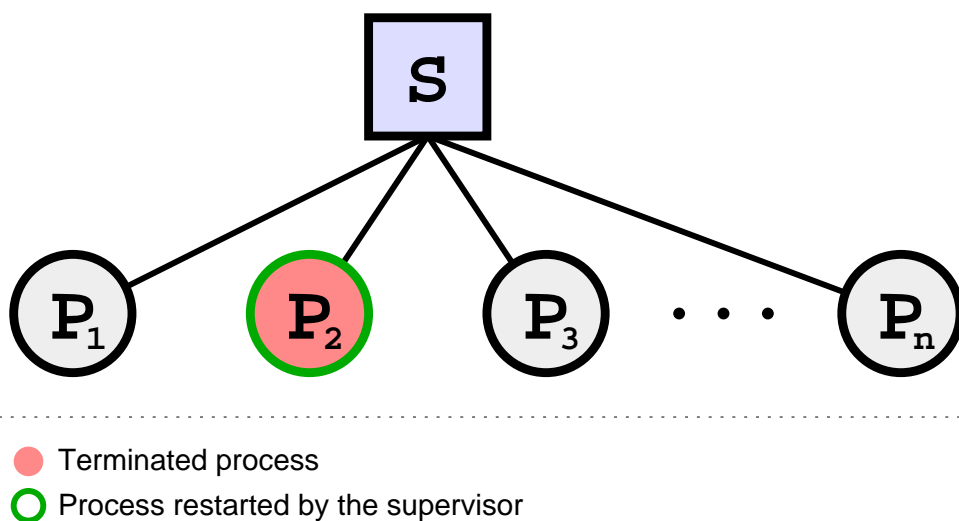 S
P1 P2 P3 . . . Pn
Terminated process
Process restarted by the supervisor